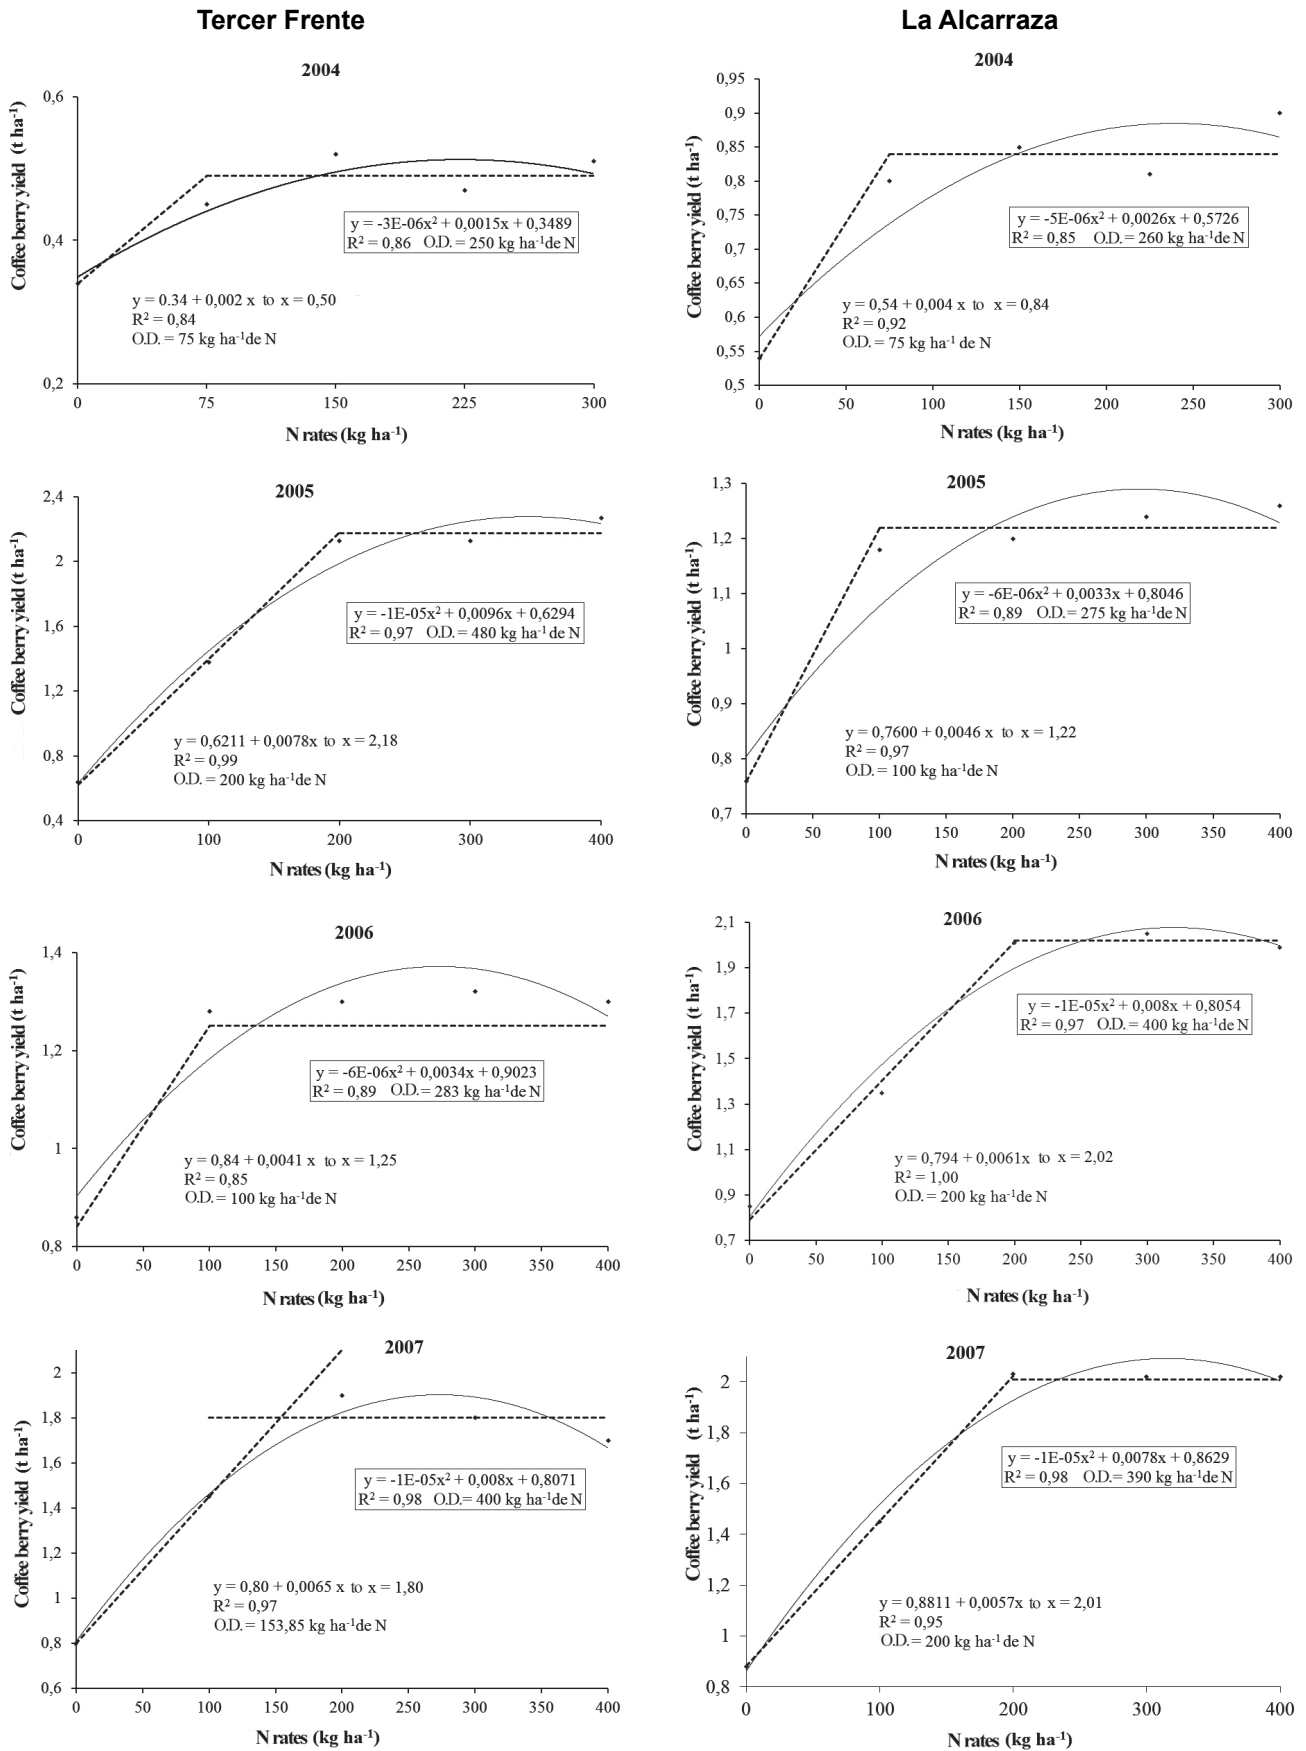 Tercer Frente
La Alcarraza
2004
Coffee berry yield (t ha-1)
0,6
0,4
0,2
y = -3E-06x2 + 0,0015x + 0,3489
R2 = 0,86 O.D. = 250 kg ha-1de N
y = 0.34 + 0,002 x to x = 0,50
R2 = 0,84
O.D. = 75 kg ha-1de N
0 75 150 225 300
N rates (kg ha-1)
2004
Coffee berry yield (t ha-1)
0,95
0,9
0,85
0,8
0,75
0,7
0,65
0,6
0,55
0,5
y = -5E-06x2 + 0,0026x + 0,5726
R2 = 0,85 O.D. = 260 kg ha-1de N
y = 0,54 + 0,004 x to x = 0,84
R2 = 0,92
O.D. = 75 kg ha-1 de N
0 50 100 150 200 250 300
N rates (kg ha-1)
2005
Coffee berry yield (t ha-1)
2,4
2
1,6
1,2
0,8
0,4
y = -1E-05x2 + 0,0096x + 0,6294
R2 = 0,97 O.D. = 480 kg ha-1de N
y = 0,6211 + 0,0078x to x = 2,18
R2 = 0,99
O.D. = 200 kg ha-1de N
0 100 200 300 400
N rates (kg ha-1)
2005
Coffee berry yield (t ha-1)
1,3
1,2
1,1
1
0,9
0,8
0,7
y = -6E-06x2 + 0,0033x + 0,8046
R2 = 0,89 O.D. = 275 kg ha-1de N
y = 0,7600 + 0,0046 x to x = 1,22
R2 = 0,97
O.D. = 100 kg ha-1de N
0 50 100 150 200 250 300 350 400
N rates (kg ha-1)
2006
Coffee berry yield (t ha-1)
1,4
1,2
1
0,8
y = -6E-06x2 + 0,0034x + 0,9023
R2 = 0,89 O.D. = 283 kg ha-1de N
y = 0,84 + 0,0041 x to x = 1,25
R2 = 0,85
O.D. = 100 kg ha-1de N
0 50 100 150 200 250 300 350 400
N rates (kg ha-1)
2006
Coffee berry yield (t ha-1)
2,1
1,9
1,7
1,5
1,3
1,1
0,9
0,7
y = -1E-05x2 + 0,008x + 0,8054
R2 = 0,97 O.D. = 400 kg ha-1de N
y = 0,794 + 0,0061x to x = 2,02
R2 = 1,00
O.D. = 200 kg ha-1de N
0 50 100 150 200 250 300 350 400
N rates (kg ha-1)
2007
Coffee berry yield (t ha-1)
2
1,8
1,6
1,4
1,2
1
0,8
0,6
y = -1E-05x2 + 0,008x + 0,8071
R2 = 0,98 O.D. = 400 kg ha-1de N
y = 0,80 + 0,0065 x to x = 1,80
R2 = 0,97
O.D. = 153,85 kg ha-1de N
0 50 100 150 200 250 300 350 400
N rates (kg ha-1)
2007
Coffee berry yield (t ha-1)
2
1,8
1,6
1,4
1,2
1
0,8
y = -1E-05x2 + 0,0078x + 0,8629
R2 = 0,98 O.D. = 390 kg ha-1de N
y = 0,8811 + 0,0057x to x = 2,01
R2 = 0,95
O.D. = 200 kg ha-1 de N
0 100 200 300 400
N rates (kg ha-1)